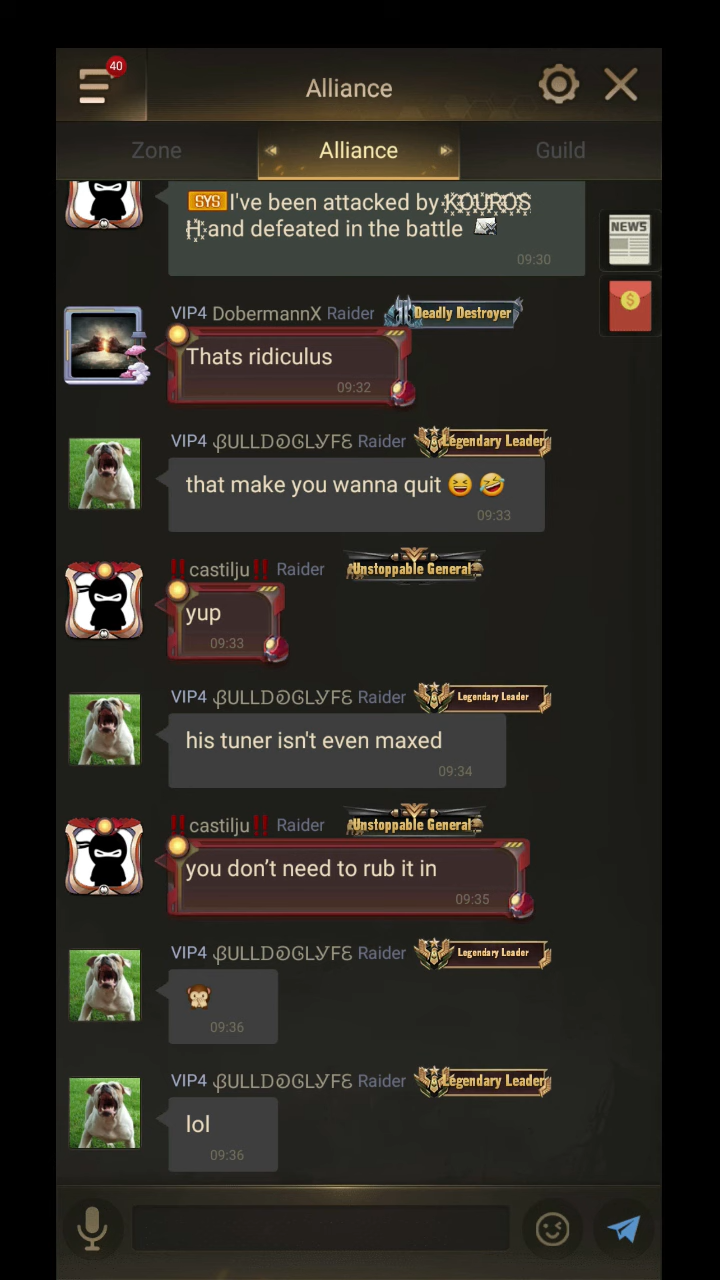 40
Alliance
Zone
Alliance
Guild
SYS I've been attacked by KOUROS
H and defeated in the battle
09:30
NEWS
VIP4 DobermannX Raider Deadly Destroyer
Thats ridiculus
09:32
VIP4 ᏰULLDᎧGLᎩFᏋ Raider Legendary Leader
that make you wanna quit 😆 🤣
09:33
‼️castilju‼️ Raider Unstoppable General
yup
09:33
VIP4 ᏰULLDᎧGLᎩFᏋ Raider Legendary Leader
his tuner isn't even maxed
09:34
‼️castilju‼️ Raider Unstoppable General
you don’t need to rub it in
09:35
VIP4 ᏰULLDᎧGLᎩFᏋ Raider Legendary Leader
🙊
09:36
VIP4 ᏰULLDᎧGLᎩFᏋ Raider Legendary Leader
lol
09:36